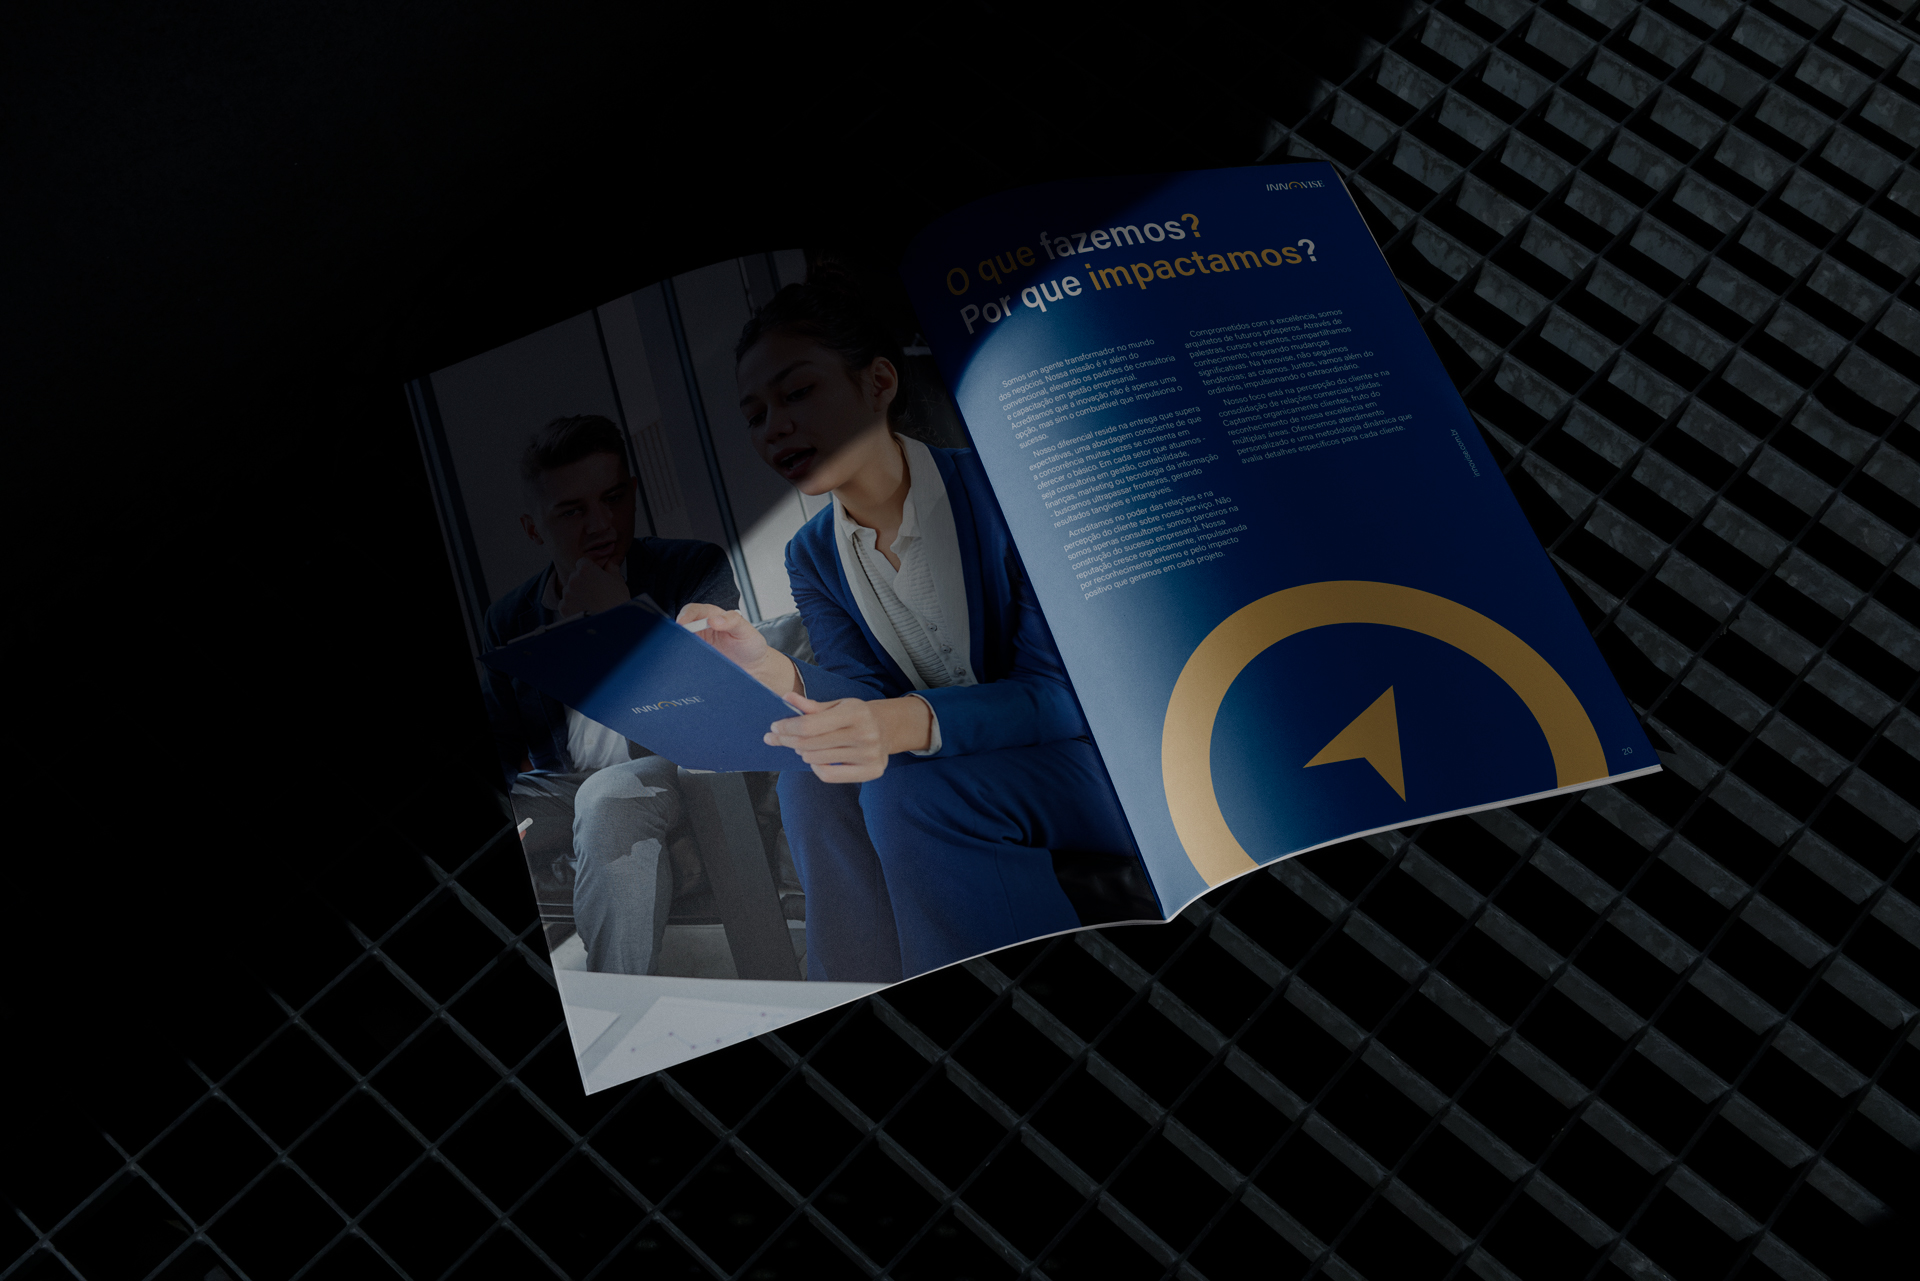 INNOVISE
INNOVISE
O que fazemos?
Por que impactamos?
Somos um agente transformador no mundo
dos negócios. Nossa missão é ir além do
convencional, elevando os padrões de consultoria
e capacitação em gestão empresarial.
Acreditamos que a inovação não é apenas uma
opção, mas sim o combustível que impulsiona o
sucesso.
Nosso diferencial reside na entrega que supera
expectativas, uma abordagem consciente de que
a concorrência muitas vezes se contenta em
oferecer o básico. Em cada setor que atuamos -
seja consultoria em gestão, contabilidade,
finanças, marketing ou tecnologia da informação
- buscamos ultrapassar fronteiras, gerando
resultados tangíveis e intangíveis.
Acreditamos no poder das relações e na
percepção do cliente sobre nosso serviço. Não
somos apenas consultores; somos parceiros na
construção do sucesso empresarial. Nossa
reputação cresce organicamente, impulsionada
por reconhecimento externo e pelo impacto
positivo que geramos em cada projeto.
Comprometidos com a excelência, somos
arquitetos de futuros prósperos. Através de
palestras, cursos e eventos, compartilhamos
conhecimento, inspirando mudanças
significativas. Na Innovise, não seguimos
tendências; as criamos. Juntos, vamos além do
ordinário, impulsionando o extraordinário.
Nosso foco está na percepção do cliente e na
consolidação de relações comerciais sólidas.
Captamos organicamente clientes, fruto do
reconhecimento de nossa excelência em
múltiplas áreas. Oferecemos atendimento
personalizado e uma metodologia dinâmica que
avalia detalhes específicos para cada cliente.
innovise.com.br
20